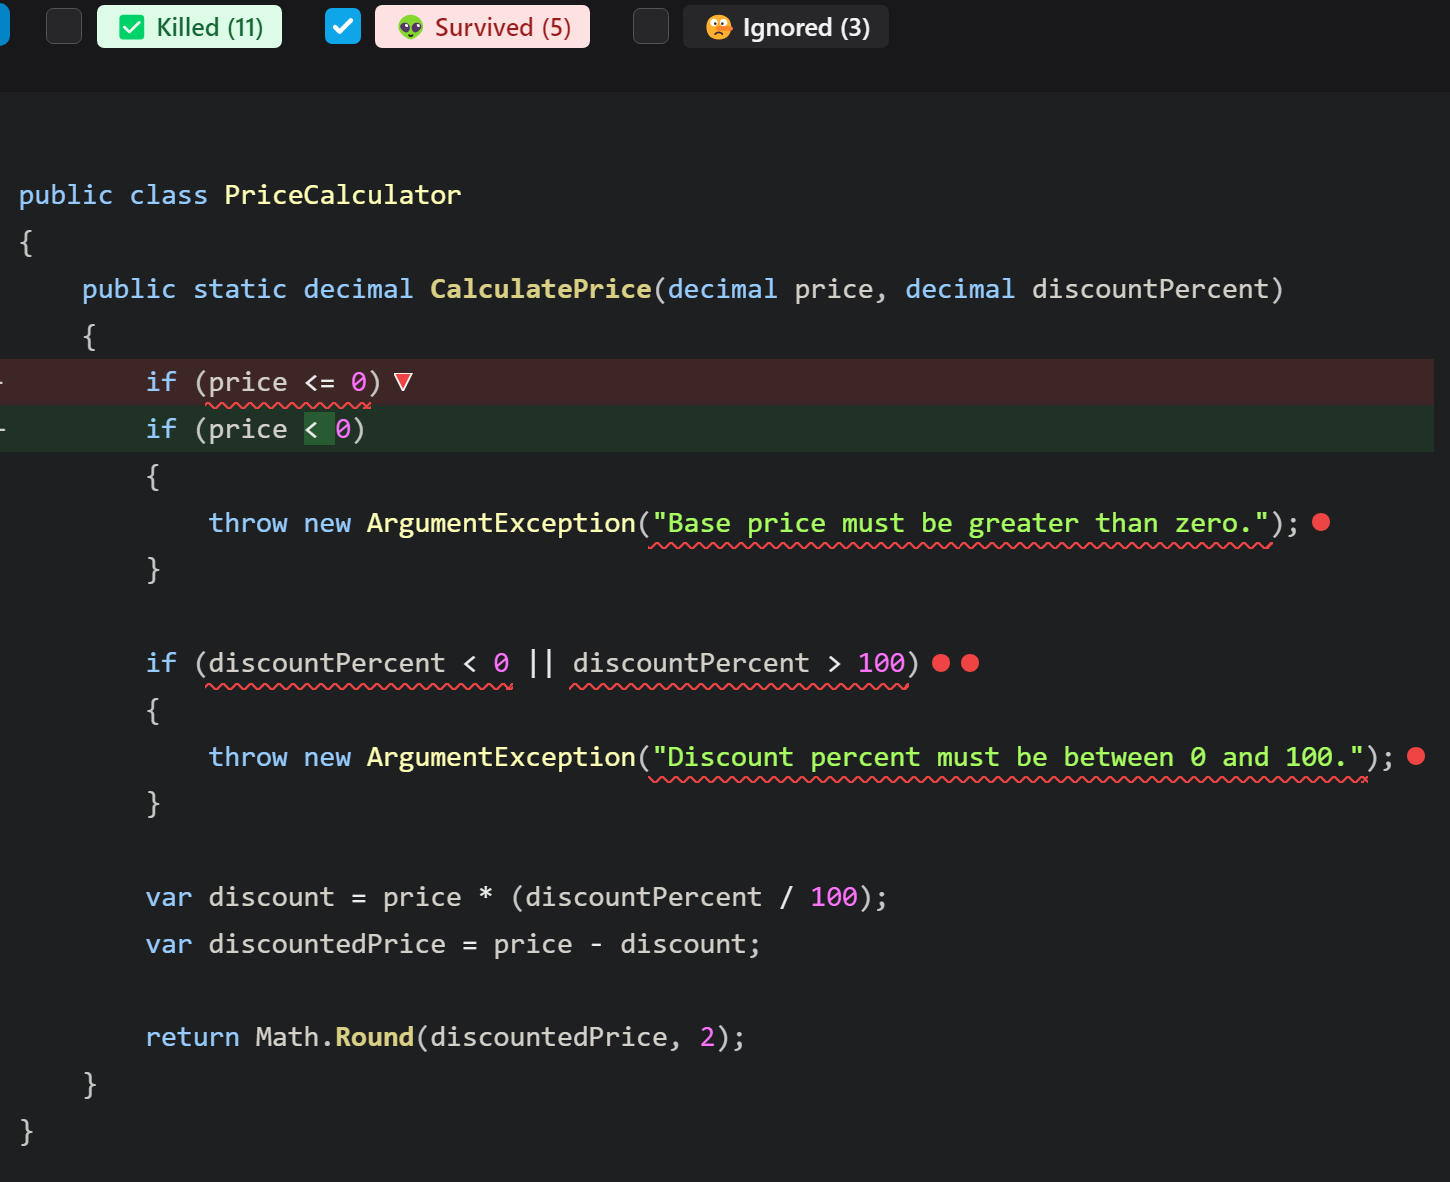 Killed (11) Survived (5) Ignored (3)
public class PriceCalculator
{
    public static decimal CalculatePrice(decimal price, decimal discountPercent)
    {
        if (price <= 0)
        if (price < 0)
        {
            throw new ArgumentException("Base price must be greater than zero.");
        }
        if (discountPercent < 0 || discountPercent > 100)
        {
            throw new ArgumentException("Discount percent must be between 0 and 100.");
        }
        var discount = price * (discountPercent / 100);
        var discountedPrice = price - discount;
        return Math.Round(discountedPrice, 2);
    }
}